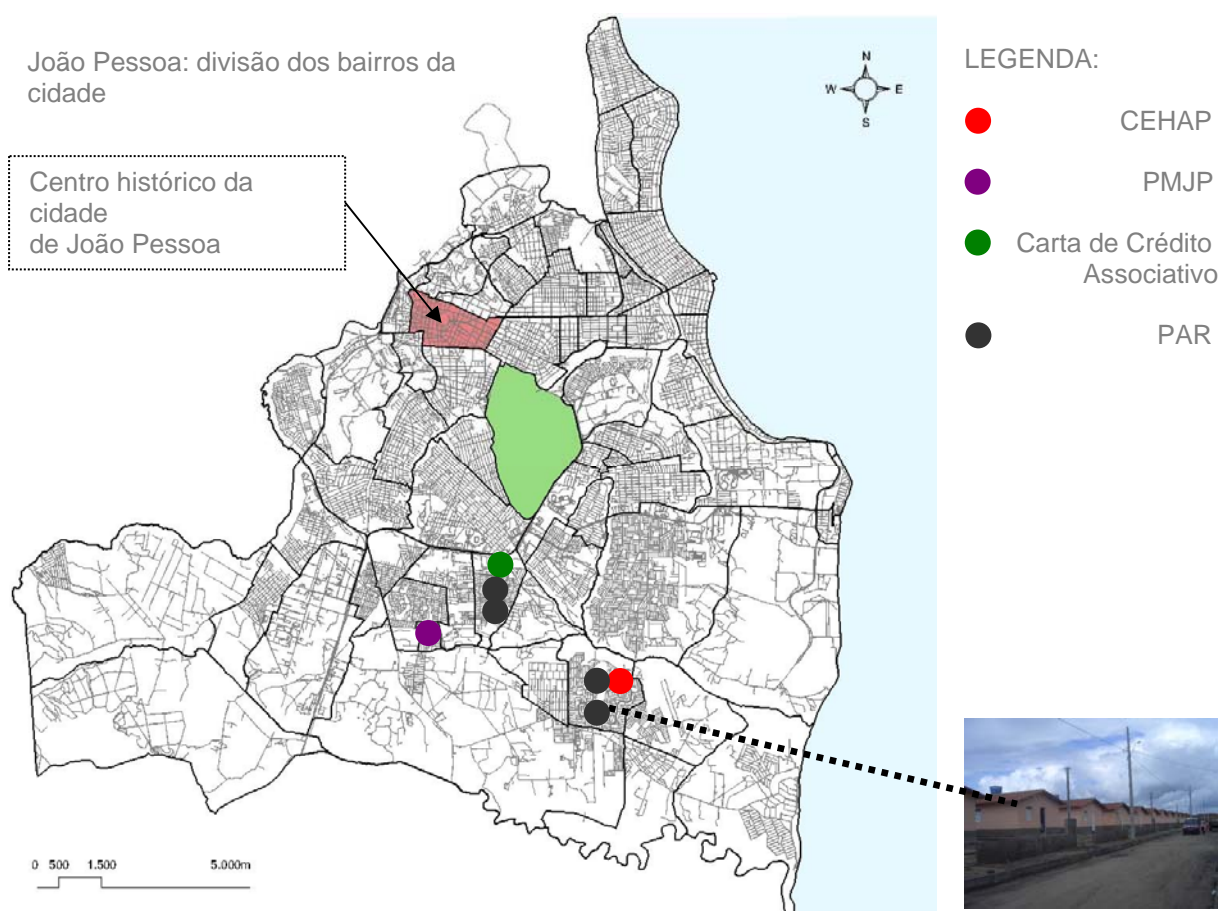 João Pessoa: divisão dos bairros da
cidade
Centro histórico da
cidade
de João Pessoa
N
W E
S
LEGENDA:
CEHAP
PMJP
Carta de Crédito
Associativo
PAR
0 500 1.500 5.000m